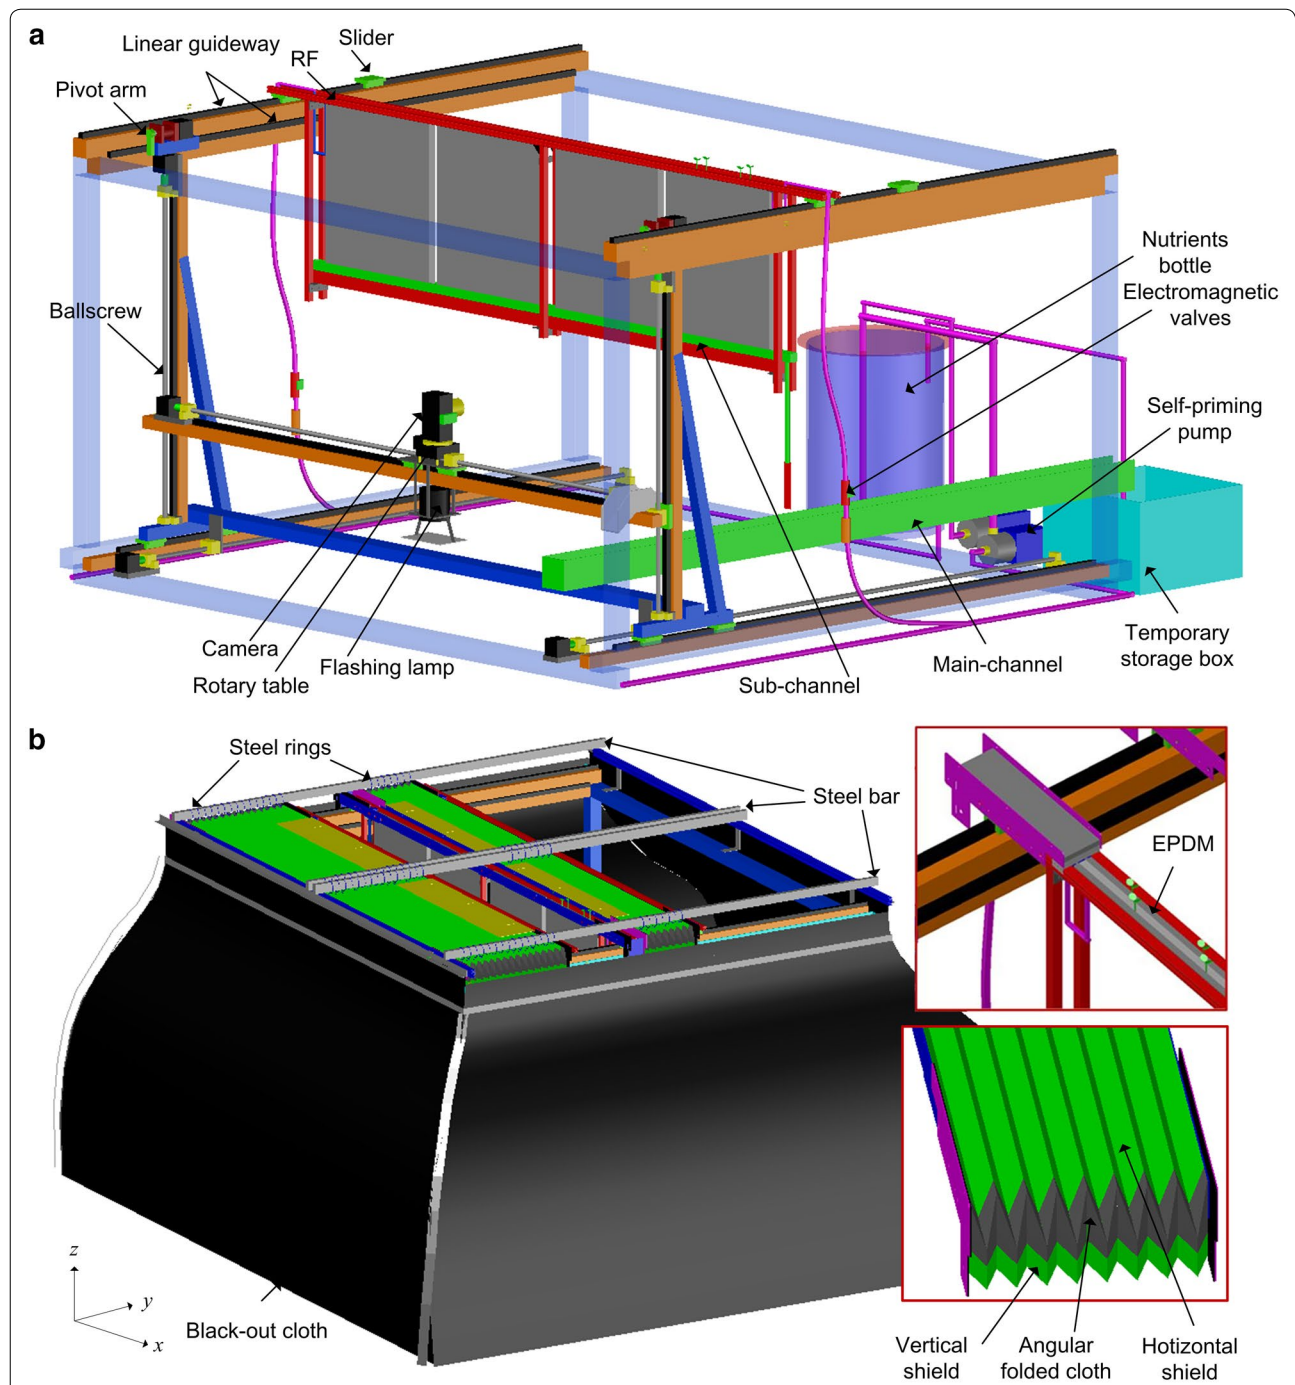 a
Linear guideway
Slider
RF
Pivot arm
Ballscrew
Nutrients
bottle
Electromagnetic
valves
Self-priming
pump
Camera
Rotary table
Flashing lamp
Sub-channel
Main-channel
Temporary
storage box
b
Steel rings
Steel bar
EPDM
z
y
x
Black-out cloth
Vertical
shield
Angular
folded cloth
Hotizontal
shield